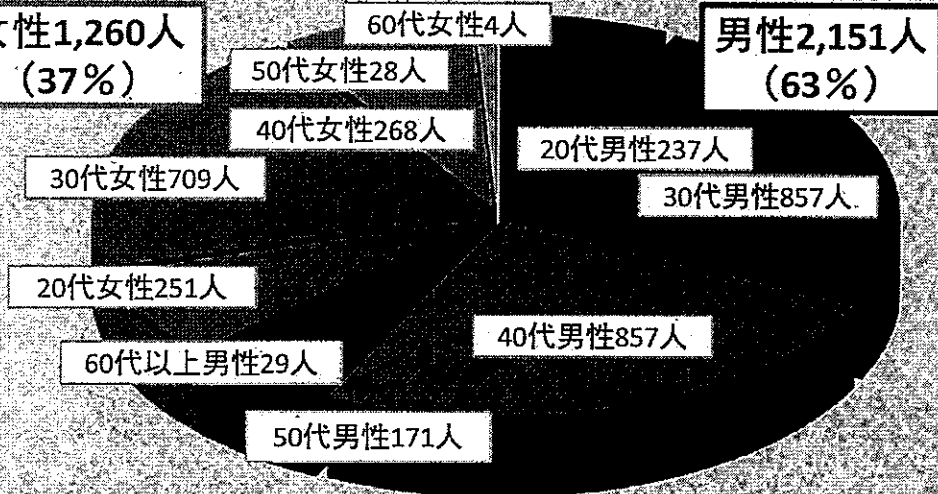 女性1,260人
(37%)
60代女性4人
男性2,151人
(63%)
50代女性28人
40代女性268人
20代男性237人
30代女性709人
30代男性857人
20代女性251人
40代男性857人
60代以上男性29人
50代男性171人